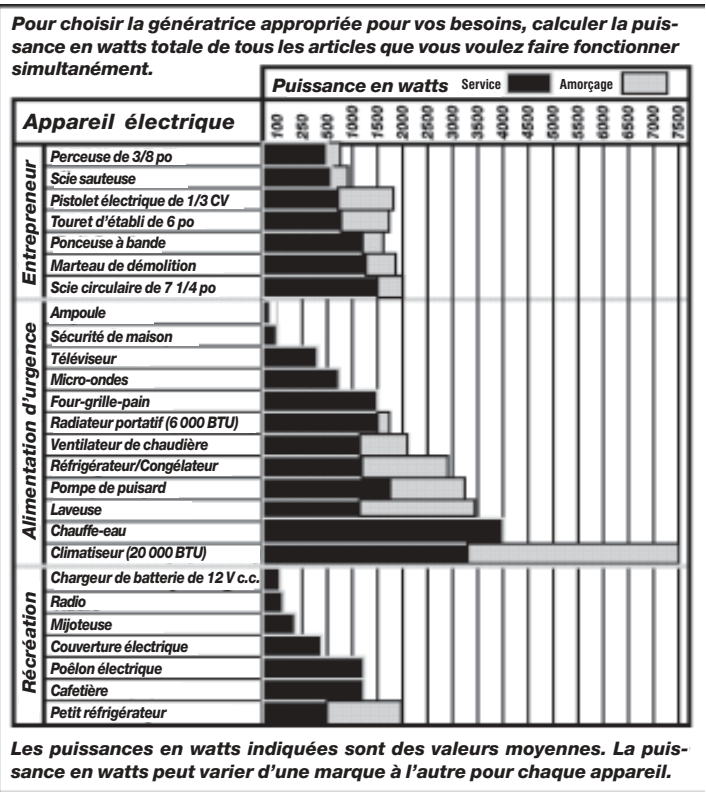 Pour choisir la génératrice appropriée pour vos besoins, calculer la puis-
sance en watts totale de tous les articles que vous voulez faire fonctionner
simultanément.
Puissance en watts Service Amorçage
Appareil électrique
100 250 500 1000 1500 2000 2500 3000 3500 4000 4500 5000 5500 6000 6500 7000 7500
Entrepreneur
Perceuse de 3/8 po
Scie sauteuse
Pistolet électrique de 1/3 CV
Touret d'établi de 6 po
Ponceuse à bande
Marteau de démolition
Scie circulaire de 7 1/4 po
Alimentation d'urgence
Ampoule
Sécurité de maison
Téléviseur
Micro-ondes
Four-grille-pain
Radiateur portatif (6 000 BTU)
Ventilateur de chaudière
Réfrigérateur/Congélateur
Pompe de puisard
Laveuse
Chauffe-eau
Climatiseur (20 000 BTU)
Récréation
Chargeur de batterie de 12 V c.c.
Radio
Mijoteuse
Couverture électrique
Poêlon électrique
Cafetière
Petit réfrigérateur
Les puissances en watts indiquées sont des valeurs moyennes. La puis-
sance en watts peut varier d'une marque à l'autre pour chaque appareil.